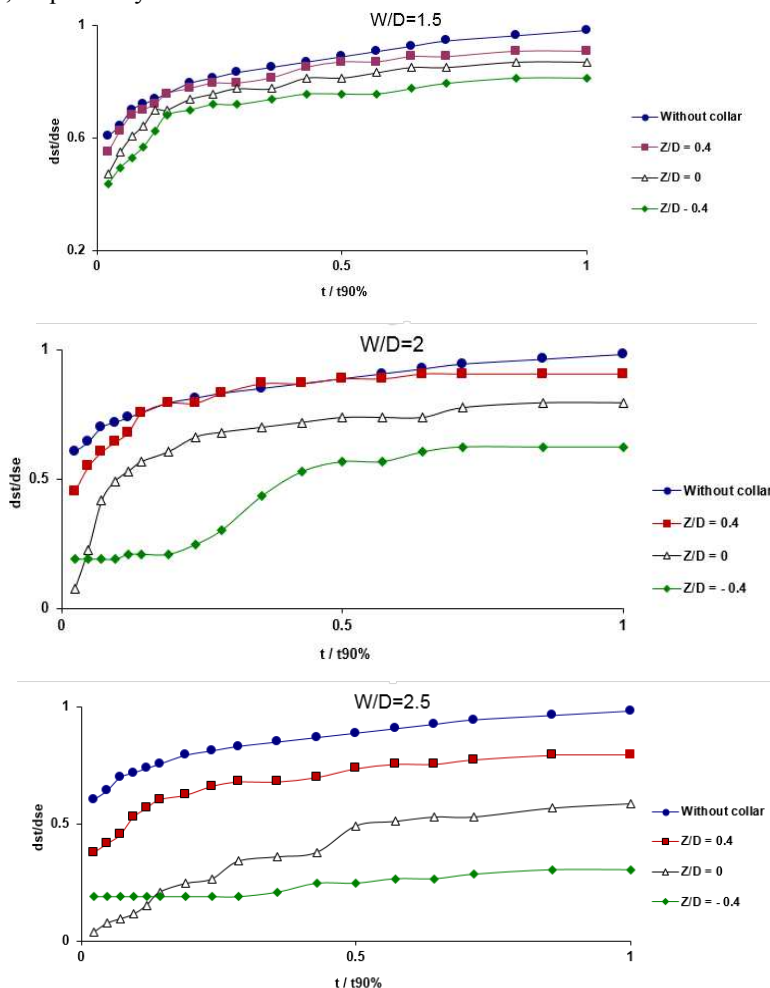 W/D=1.5
1
0.6
0.2
dst/dse
0
0.5
1
t / t90%
Without collar
Z/D = 0.4
Z/D = 0
Z/D - 0.4
W/D=2
1
0.5
0
dst/dse
0
0.5
1
t / t90%
Without collar
Z/D = 0.4
Z/D = 0
Z/D = - 0.4
W/D=2.5
1
0.5
0
dst/dse
0
0.5
1
t / t90%
Without collar
Z/D = 0.4
Z/D = 0
Z/D = - 0.4